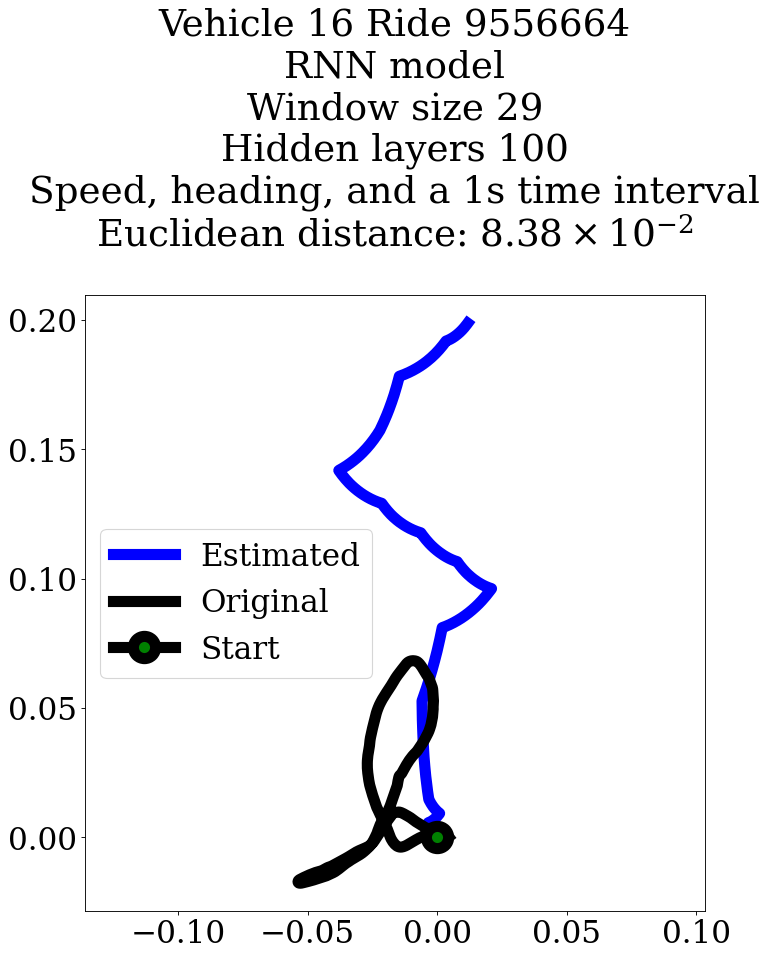 Vehicle 16 Ride 9556664
RNN model
Window size 29
Hidden layers 100
Speed, heading, and a 1s time interval
Euclidean distance: 8.38 × 10⁻²
0.20
0.15
0.10
0.05
0.00
Estimated
Original
Start
−0.10 −0.05 0.00 0.05 0.10